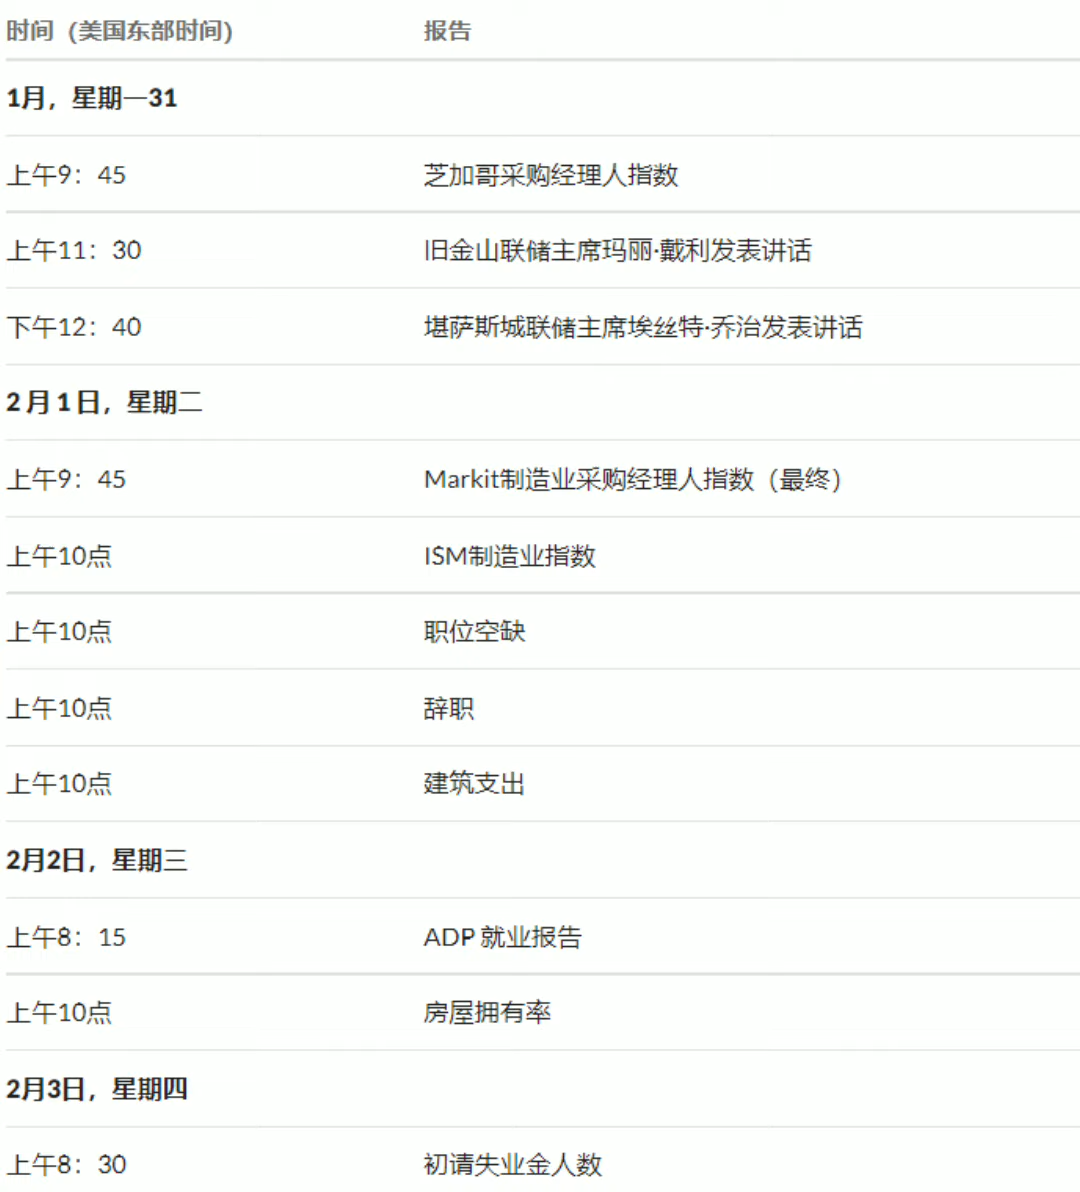 时间（美国东部时间） 报告
1月，星期一31
上午9：45 芝加哥采购经理人指数
上午11：30 旧金山联储主席玛丽·戴利发表讲话
下午12：40 堪萨斯城联储主席埃丝特·乔治发表讲话
2 月 1 日，星期二
上午9：45 Markit制造业采购经理人指数（最终）
上午10点 ISM制造业指数
上午10点 职位空缺
上午10点 辞职
上午10点 建筑支出
2月2日，星期三
上午8：15 ADP 就业报告
上午10点 房屋拥有率
2月3日，星期四
上午8：30 初请失业金人数